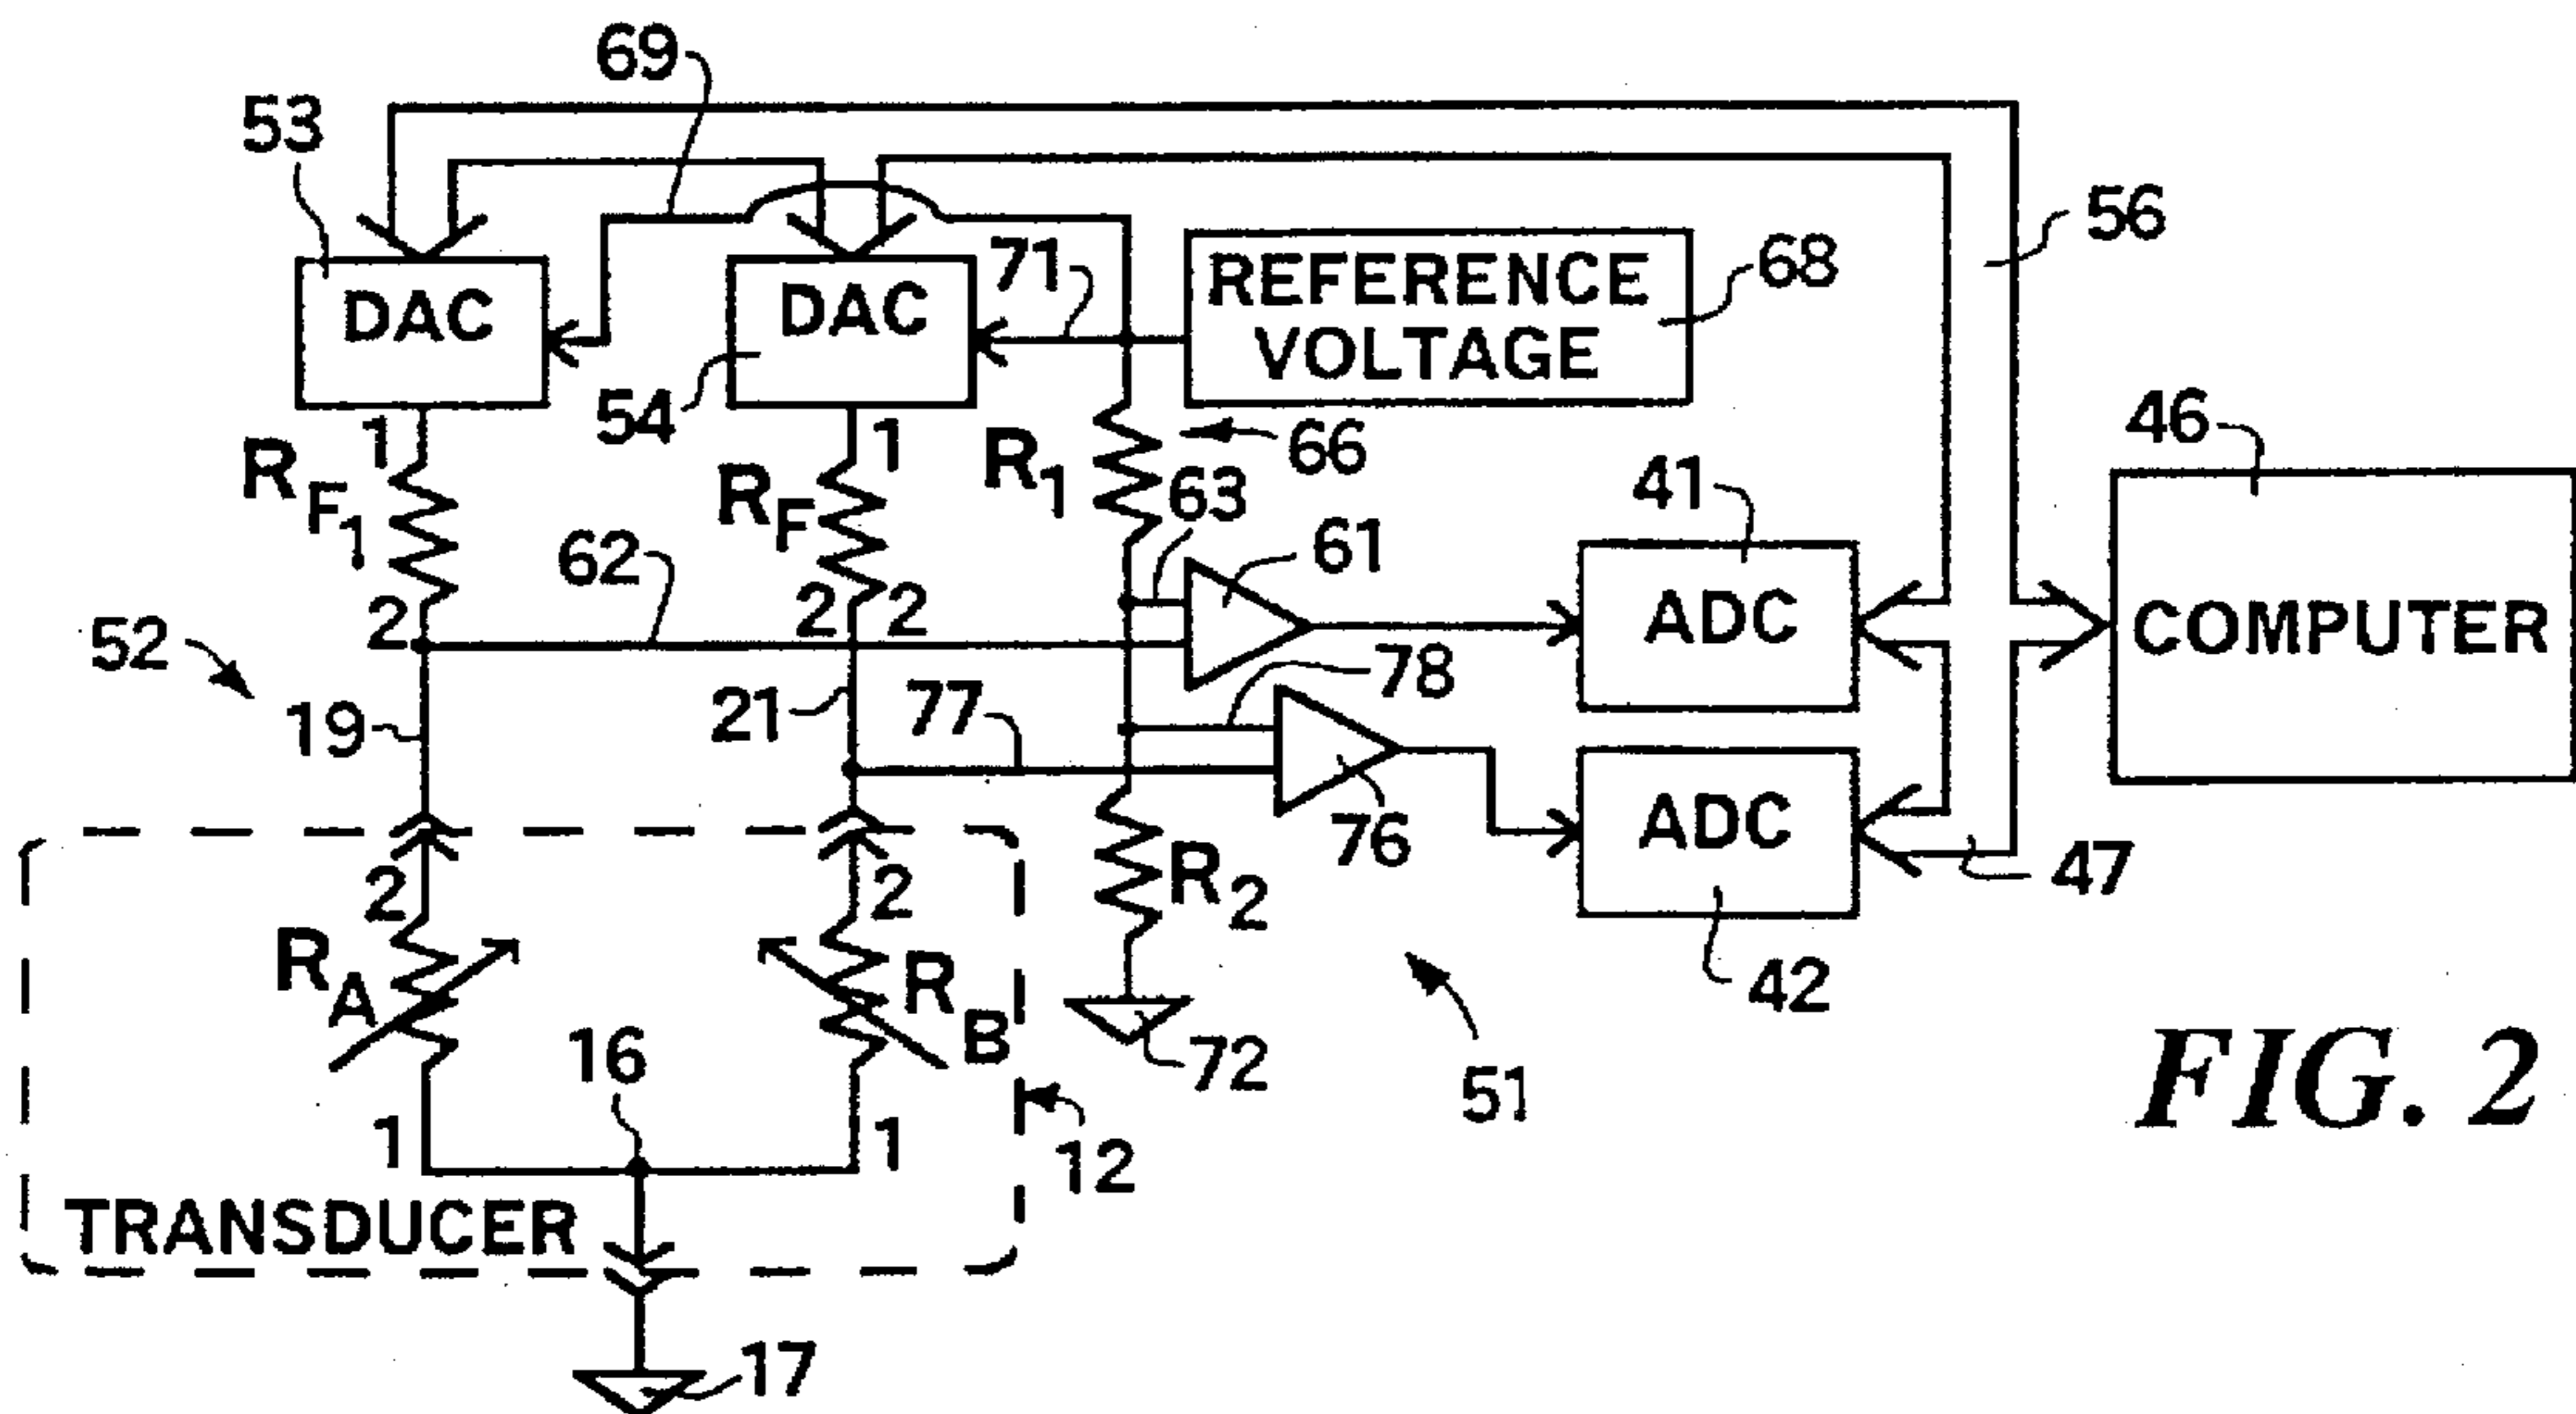 69
53
56
71
REFERENCE
VOLTAGE
68
DAC
DAC
54
46
1
1
R1
66
RF1
RF
63
41
62
61
ADC
COMPUTER
2
2
2
52
78
19
21
77
76
ADC
47
2
2
R2
RA
RB
42
16
72
51
FIG. 2
1
1
12
TRANSDUCER
17